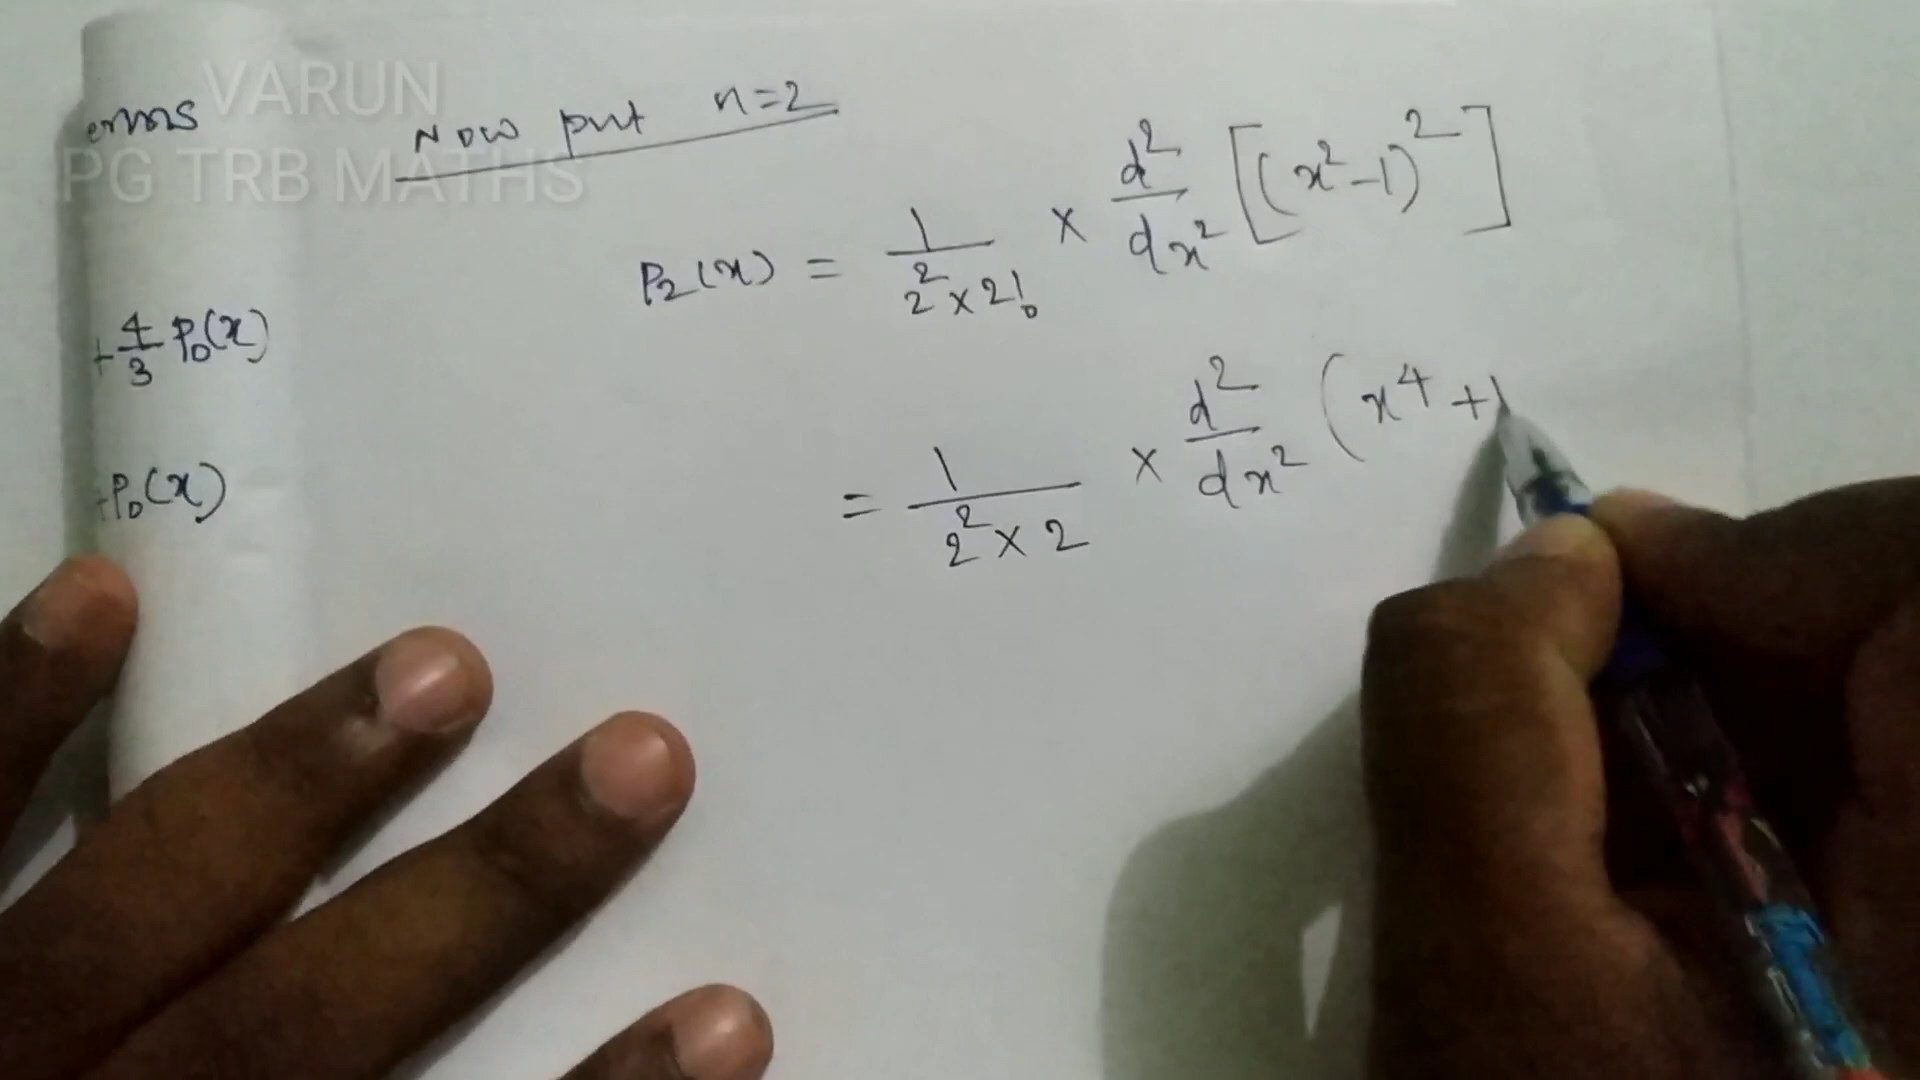 VARUN
PG TRB MATHS
Now put n=2
P₂(x) = 1/(2² × 2!) × d²/dx² [(x²-1)²]
+ 4/3 P₀(x)
= 1/(2² × 2) × d²/dx² (x⁴ + 1
+P₀(x)